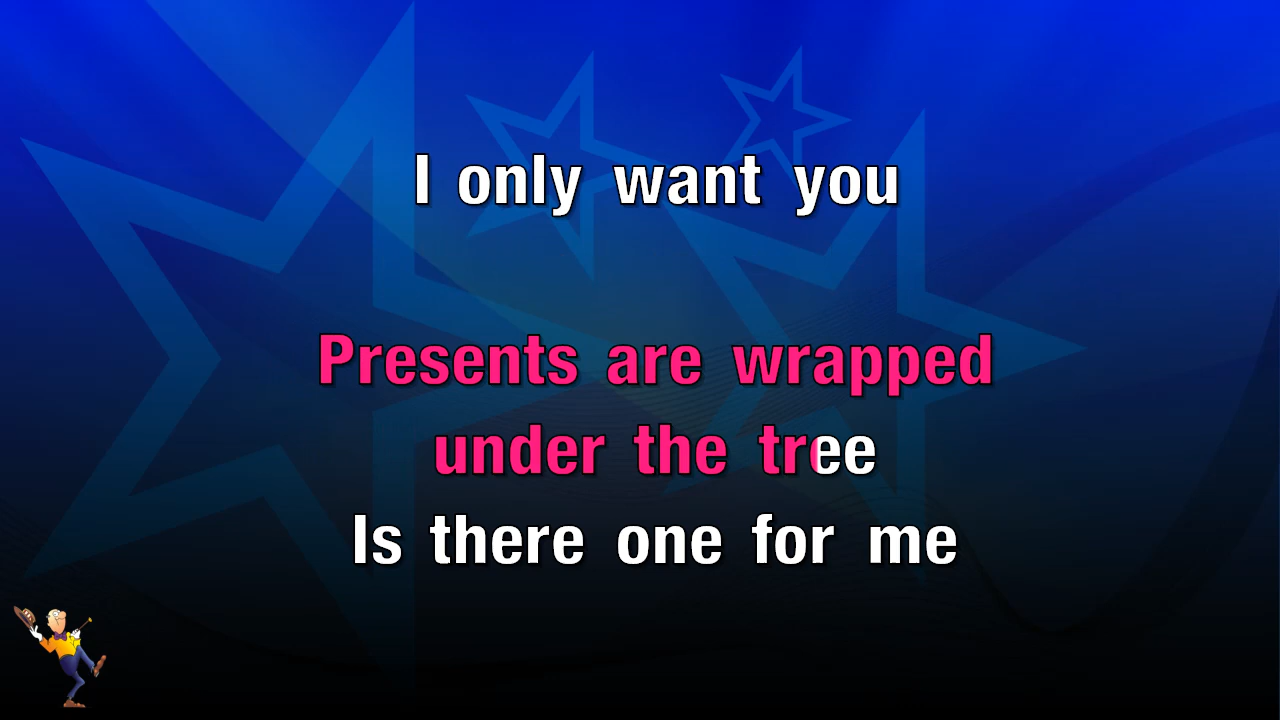 I only want you
Presents are wrapped
under the tree
Is there one for me